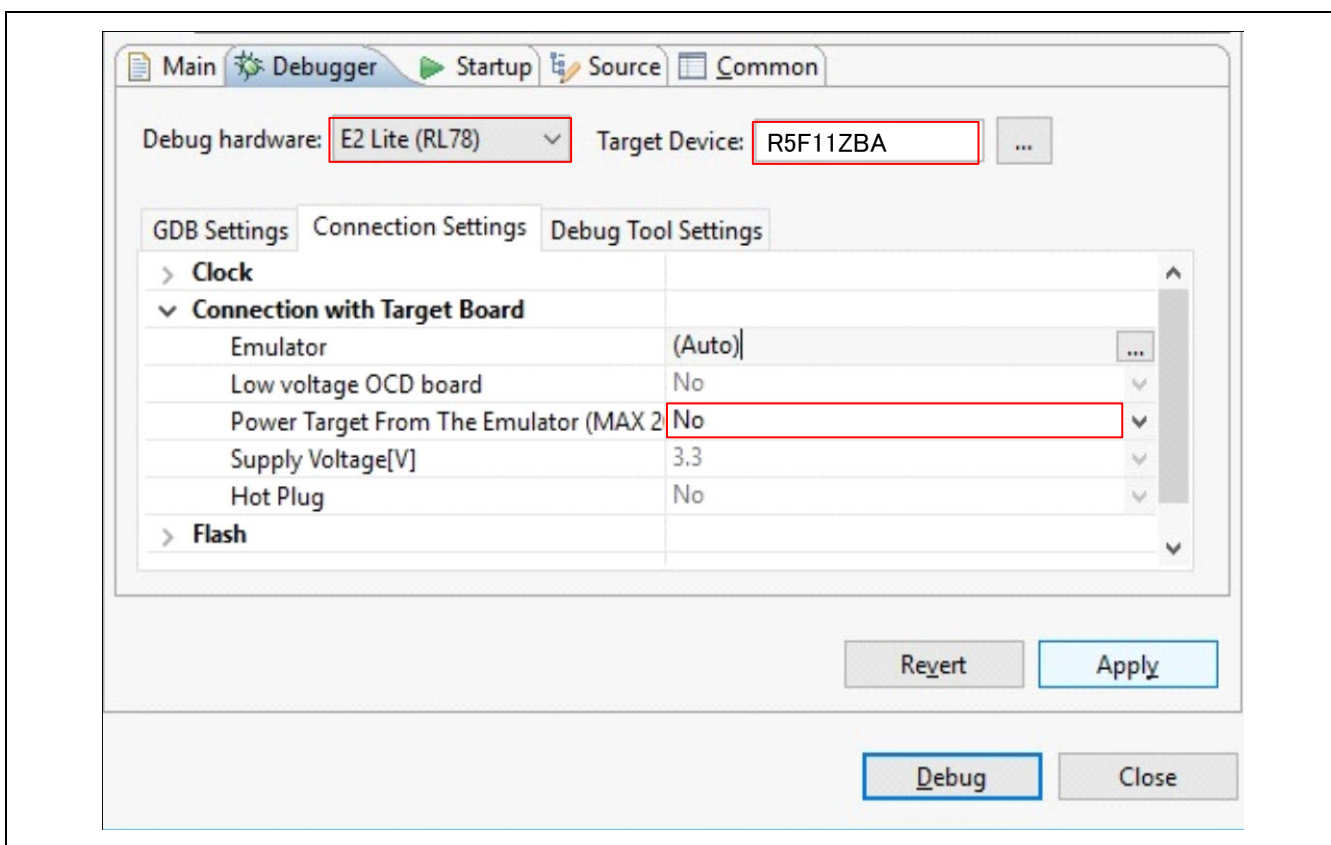 Main Debugger Startup Source Common
Debug hardware: E2 Lite (RL78) Target Device: R5F11ZBA ...
GDB Settings Connection Settings Debug Tool Settings
Clock
Connection with Target Board
Emulator (Auto) ...
Low voltage OCD board No
Power Target From The Emulator (MAX No
Supply Voltage[V] 3.3
Hot Plug No
Flash
Revert Apply
Debug Close